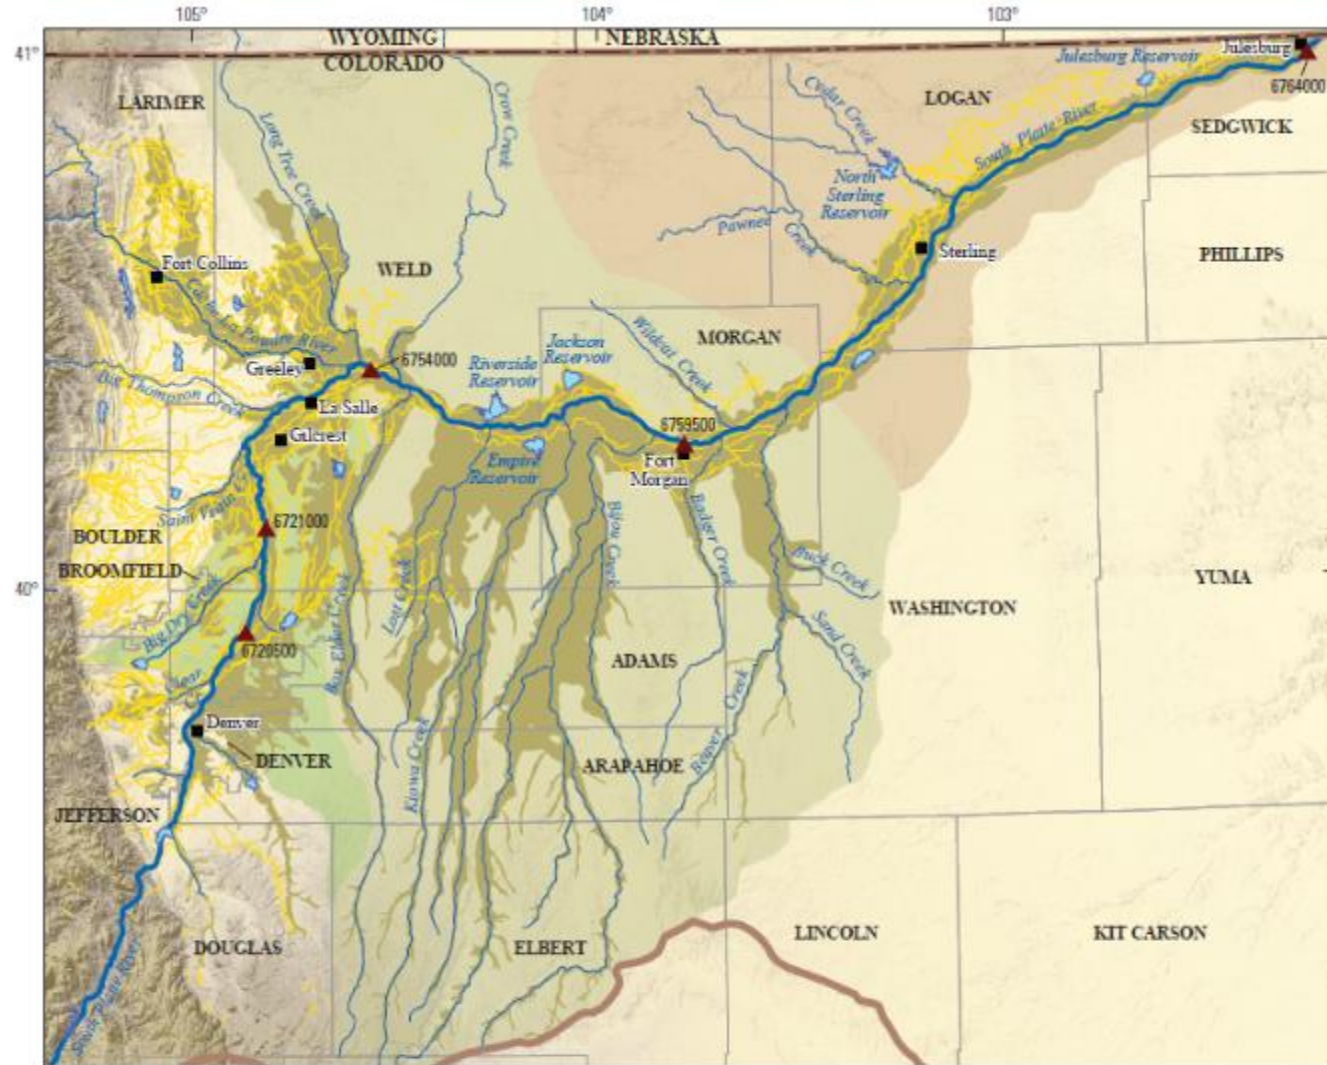 105°
104°
103°
41°
WYOMING
NEBRASKA
COLORADO
Julesburg
Julesburg Reservoir
6764000
LARIMER
Crow Creek
Cedar Creek
LOGAN
SEDGWICK
Long Tree Creek
South Platte River
North
Sterling
Reservoir
Pawnee
Creek
Sterling
PHILLIPS
Fort Collins
WELD
Cache La Poudre River
Wildcat Creek
MORGAN
Jackson
Reservoir
Riverside
Reservoir
6754000
Greeley
Big Thompson Creek
La Salle
Gilcrest
6759500
Fort
Morgan
Empire
Reservoir
Saint Vrain Cr
6721000
BOULDER
BROOMFIELD
Bijou Creek
Badger Creek
Buck Creek
40°
YUMA
WASHINGTON
Big Dry Creek
Lost Creek
Box Elder Creek
Sand Creek
6720500
ADAMS
Clear
Beaver
Creek
Denver
DENVER
Kiowa Creek
ARAPAHOE
JEFFERSON
DOUGLAS
ELBERT
LINCOLN
KIT CARSON
South Platte River